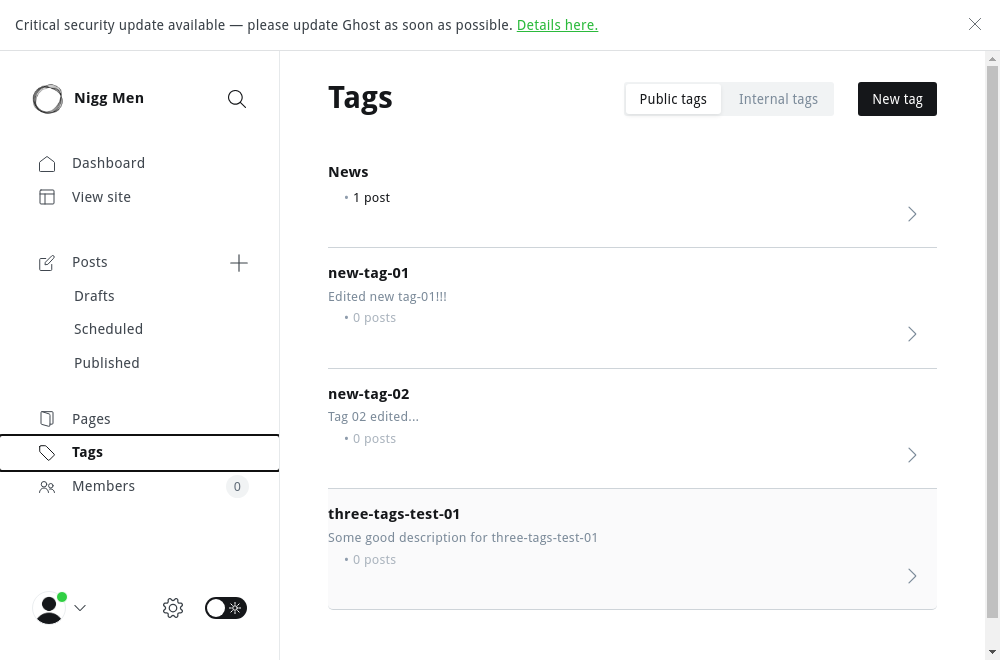 Critical security update available — please update Ghost as soon as possible. Details here.
Nigg Men
Dashboard
View site
Posts
Drafts
Scheduled
Published
Pages
Tags
Members
0
Tags
Public tags
Internal tags
New tag
News
• 1 post
new-tag-01
Edited new tag-01!!!
• 0 posts
new-tag-02
Tag 02 edited...
• 0 posts
three-tags-test-01
Some good description for three-tags-test-01
• 0 posts